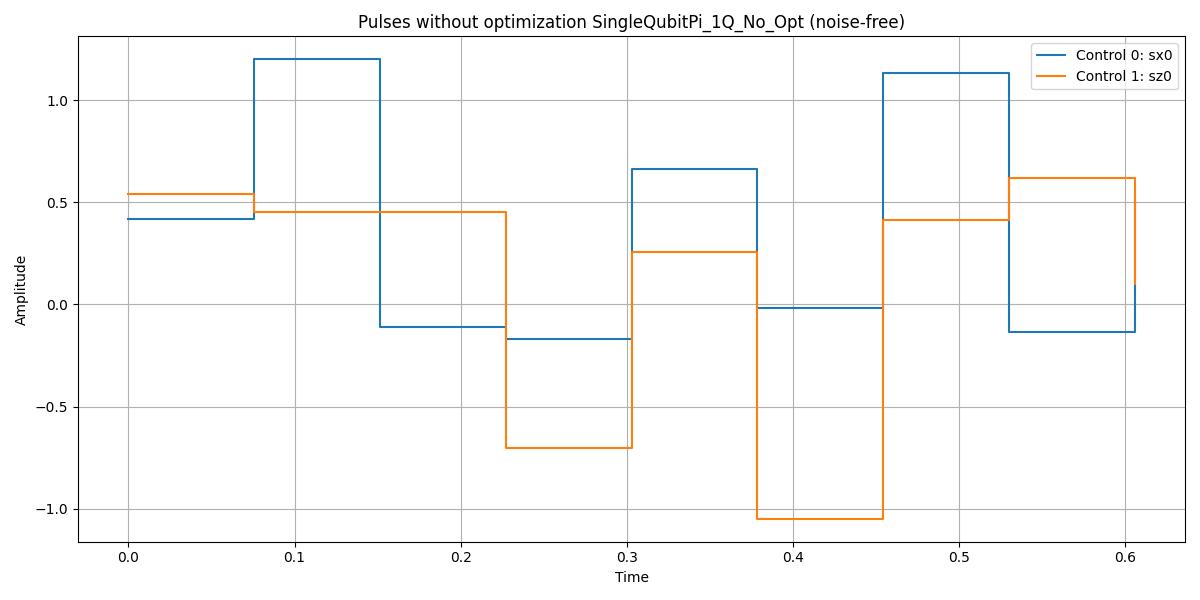 Pulses without optimization SingleQubitPi_1Q_No_Opt (noise-free)
Control 0: sx0
Control 1: sz0
Amplitude
1.0
0.5
0.0
−0.5
−1.0
0.0 0.1 0.2 0.3 0.4 0.5 0.6
Time